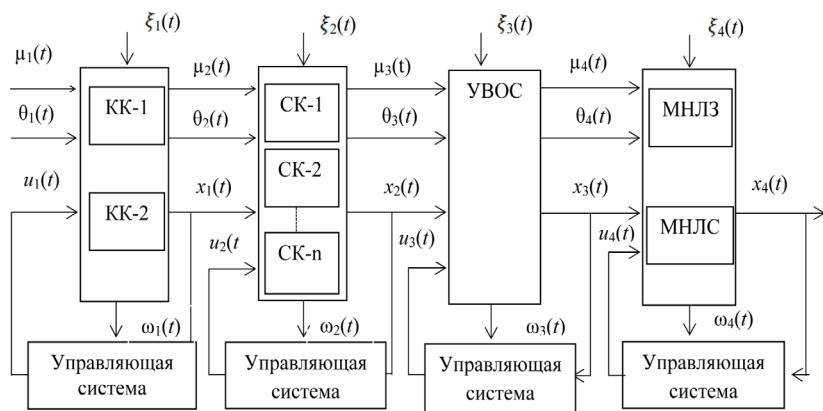 ξ1(t) ξ2(t) ξ3(t) ξ4(t)
μ1(t) μ2(t) μ3(t) μ4(t)
КК-1 СК-1 УВОС МНЛЗ
θ1(t) θ2(t) θ3(t) θ4(t)
СК-2
u1(t) x1(t) x2(t) x3(t) x4(t)
КК-2 МНЛС
u2(t u3(t) u4(t)
СК-n
ω1(t) ω2(t) ω3(t) ω4(t)
Управляющая Управляющая Управляющая Управляющая
система система система система